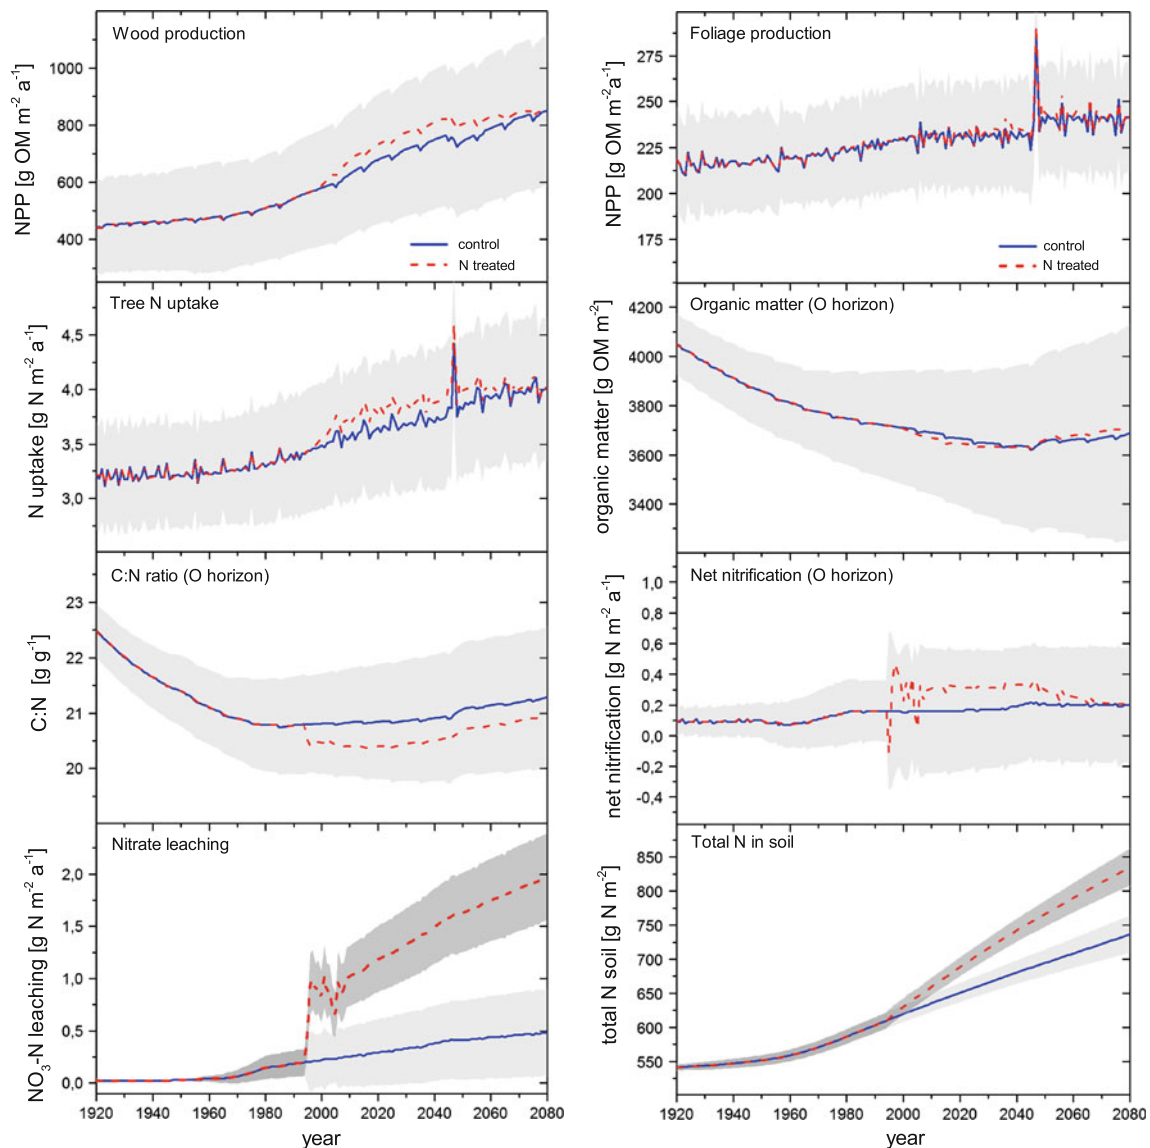 Wood production
NPP [g OM m⁻² a⁻¹]
1000
800
600
400
control
N treated
Foliage production
NPP [g OM m⁻²a⁻¹]
275
250
225
200
175
control
N treated
Tree N uptake
N uptake [g N m⁻² a⁻¹]
4,5
4,0
3,5
3,0
Organic matter (O horizon)
organic matter [g OM m⁻²]
4200
4000
3800
3600
3400
C:N ratio (O horizon)
C:N [g g⁻¹]
23
22
21
20
Net nitrification (O horizon)
net nitrification [g N m⁻² a⁻¹]
1,0
0,8
0,6
0,4
0,2
0,0
-0,2
-0,4
Nitrate leaching
NO₃-N leaching [g N m⁻² a⁻¹]
2,0
1,5
1,0
0,5
0,0
1920 1940 1960 1980 2000 2020 2040 2060 2080
year
Total N in soil
total N soil [g N m⁻²]
850
800
750
700
650
600
550
1920 1940 1960 1980 2000 2020 2040 2060 2080
year